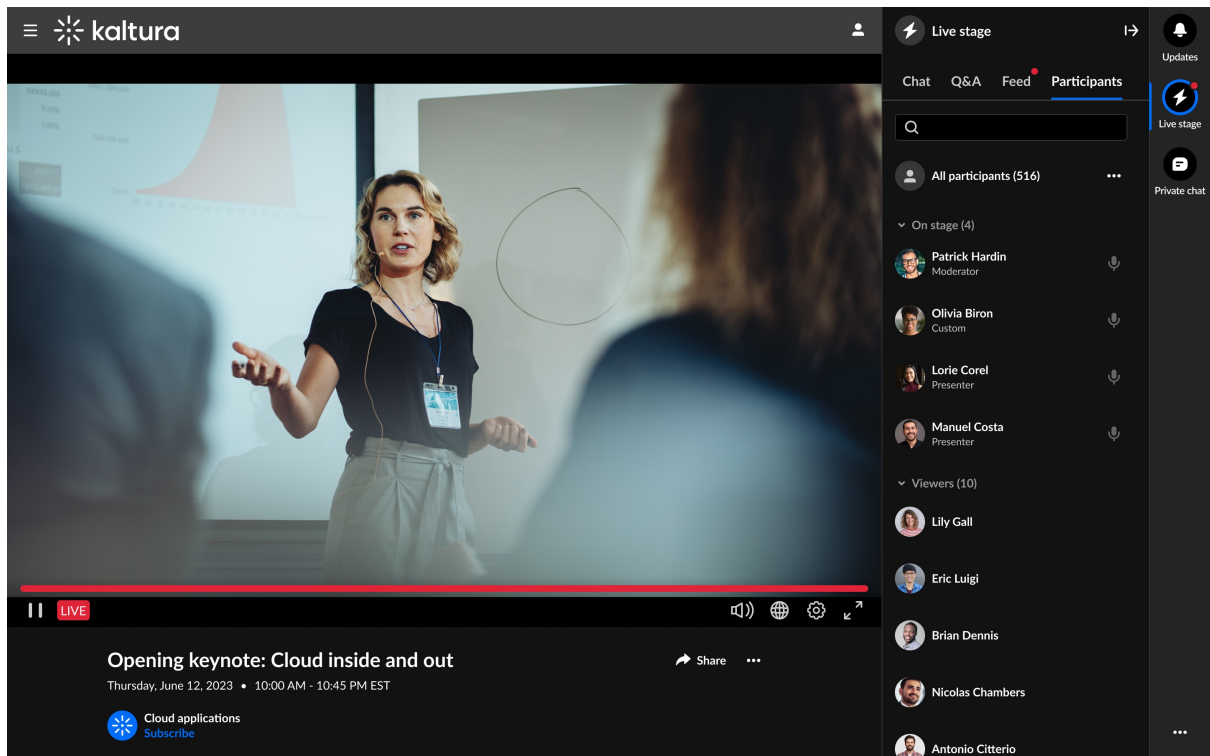 kaltura
Live stage
Updates
Chat Q&A Feed Participants
Live stage
All participants (516)
Private chat
On stage (4)
Patrick Hardin
Moderator
Olivia Biron
Custom
Lorie Corel
Presenter
Manuel Costa
Presenter
Viewers (10)
Lily Gall
Eric Luigi
Brian Dennis
Nicolas Chambers
Antonio Citterio
LIVE
Opening keynote: Cloud inside and out
Share
Thursday, June 12, 2023 • 10:00 AM - 10:45 PM EST
Cloud applications
Subscribe